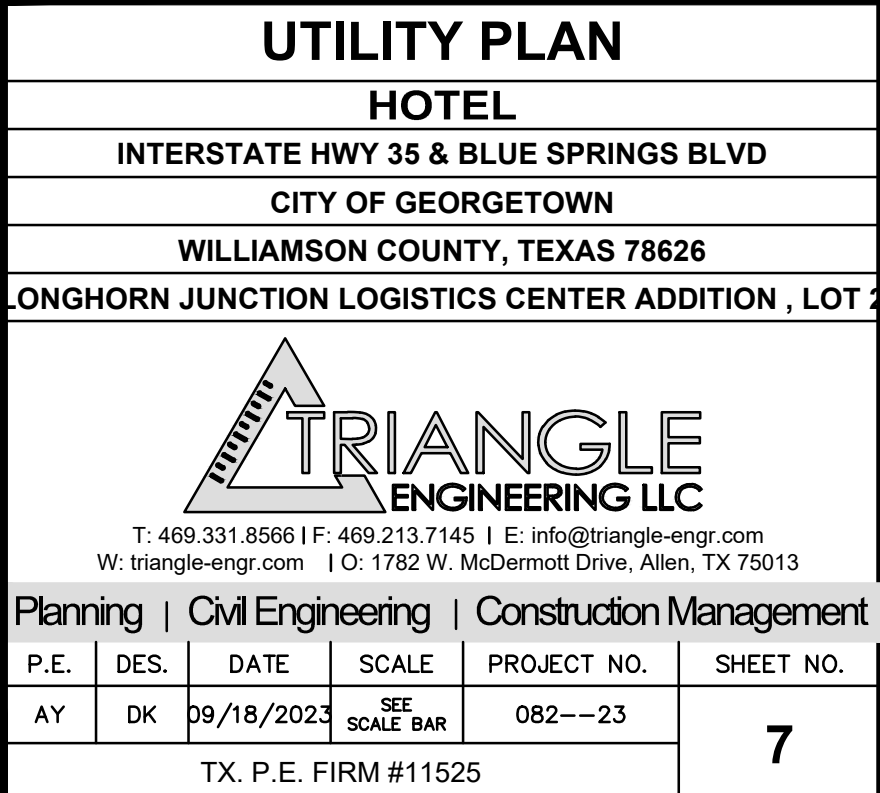 UTILITY PLAN
HOTEL
INTERSTATE HWY 35 & BLUE SPRINGS BLVD
CITY OF GEORGETOWN
WILLIAMSON COUNTY, TEXAS 78626
LONGHORN JUNCTION LOGISTICS CENTER ADDITION , LOT 2
TRIANGLE
ENGINEERING LLC
T: 469.331.8566 | F: 469.213.7145 | E: info@triangle-engr.com
W: triangle-engr.com | O: 1782 W. McDermott Drive, Allen, TX 75013
Planning | Civil Engineering | Construction Management
P.E. DES. DATE SCALE PROJECT NO. SHEET NO.
AY DK 09/18/2023 SEE SCALE BAR 082--23 7
TX. P.E. FIRM #11525